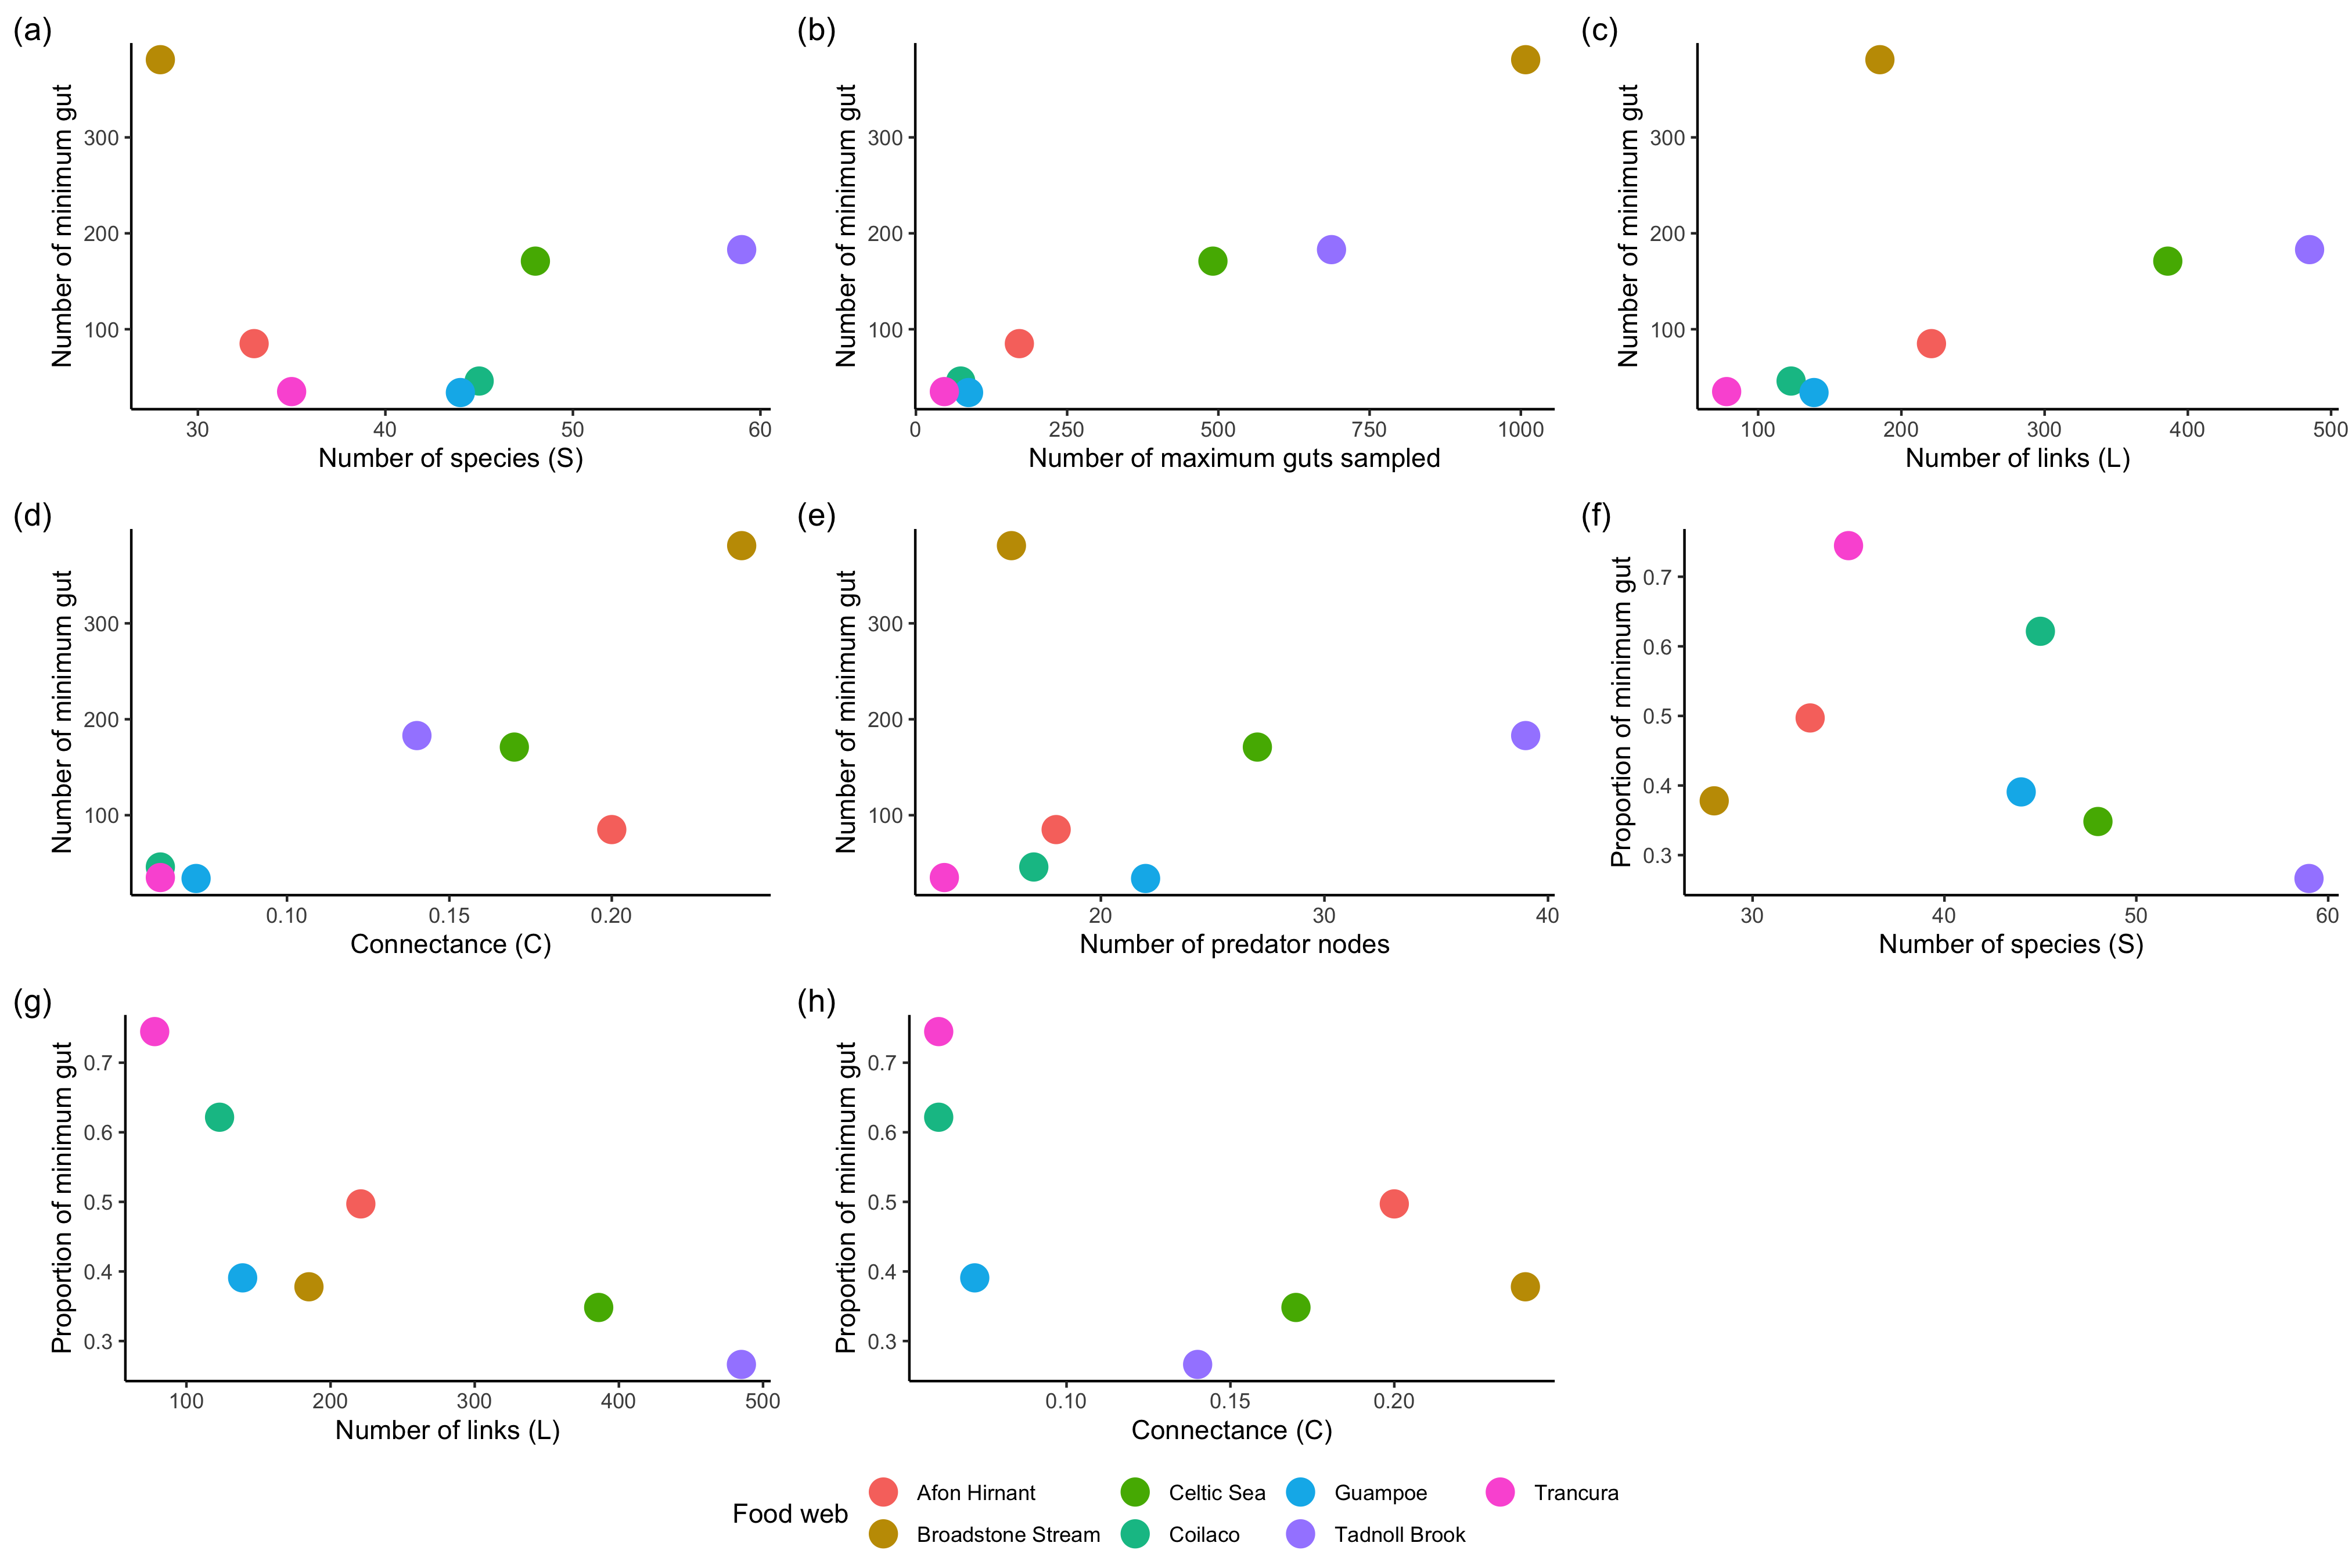 (a)
Number of minimum gut
300
200
100
30 40 50 60
Number of species (S)
(b)
Number of minimum gut
300
200
100
0 250 500 750 1000
Number of maximum guts sampled
(c)
Number of minimum gut
300
200
100
100 200 300 400 500
Number of links (L)
(d)
Number of minimum gut
300
200
100
0.10 0.15 0.20
Connectance (C)
(e)
Number of minimum gut
300
200
100
20 30 40
Number of predator nodes
(f)
Proportion of minimum gut
0.7
0.6
0.5
0.4
0.3
30 40 50 60
Number of species (S)
(g)
Proportion of minimum gut
0.7
0.6
0.5
0.4
0.3
100 200 300 400 500
Number of links (L)
(h)
Proportion of minimum gut
0.7
0.6
0.5
0.4
0.3
0.10 0.15 0.20
Connectance (C)
Food web
Afon Hirnant
Broadstone Stream
Celtic Sea
Coilaco
Guampoe
Tadnoll Brook
Trancura